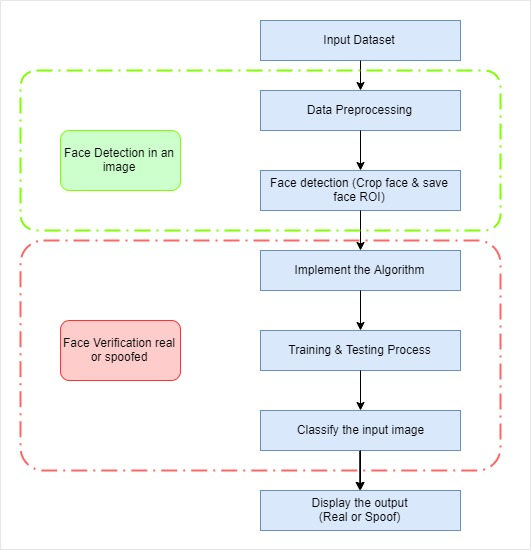 Input Dataset
Data Preprocessing
Face Detection in an
image
Face detection (Crop face & save
face ROI)
Implement the Algorithm
Face Verification real
or spoofed
Training & Testing Process
Classify the input image
Display the output
(Real or Spoof)